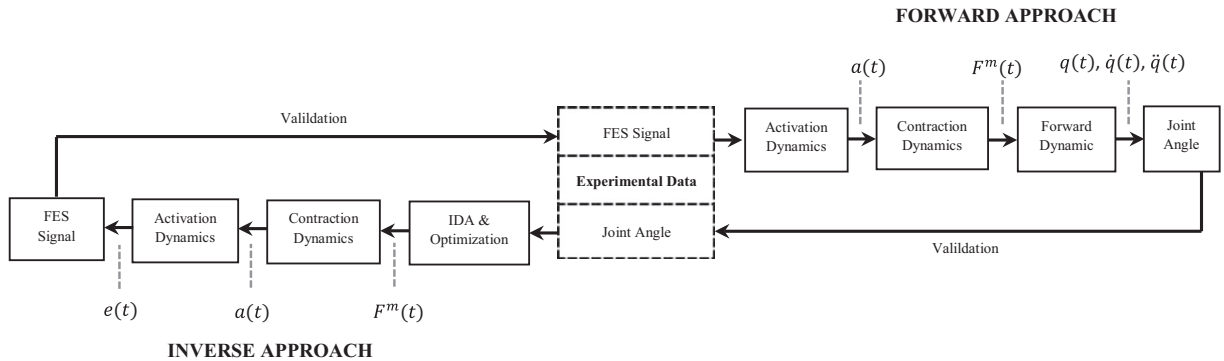 FORWARD APPROACH
a(t)
F^m(t)
q(t), q̇(t), q̈(t)
Valildation
FES Signal
Activation
Dynamics
Contraction
Dynamics
Forward
Dynamic
Joint
Angle
Experimental Data
FES
Signal
Activation
Dynamics
Contraction
Dynamics
IDA &
Optimization
Joint Angle
Valildation
e(t)
a(t)
F^m(t)
INVERSE APPROACH